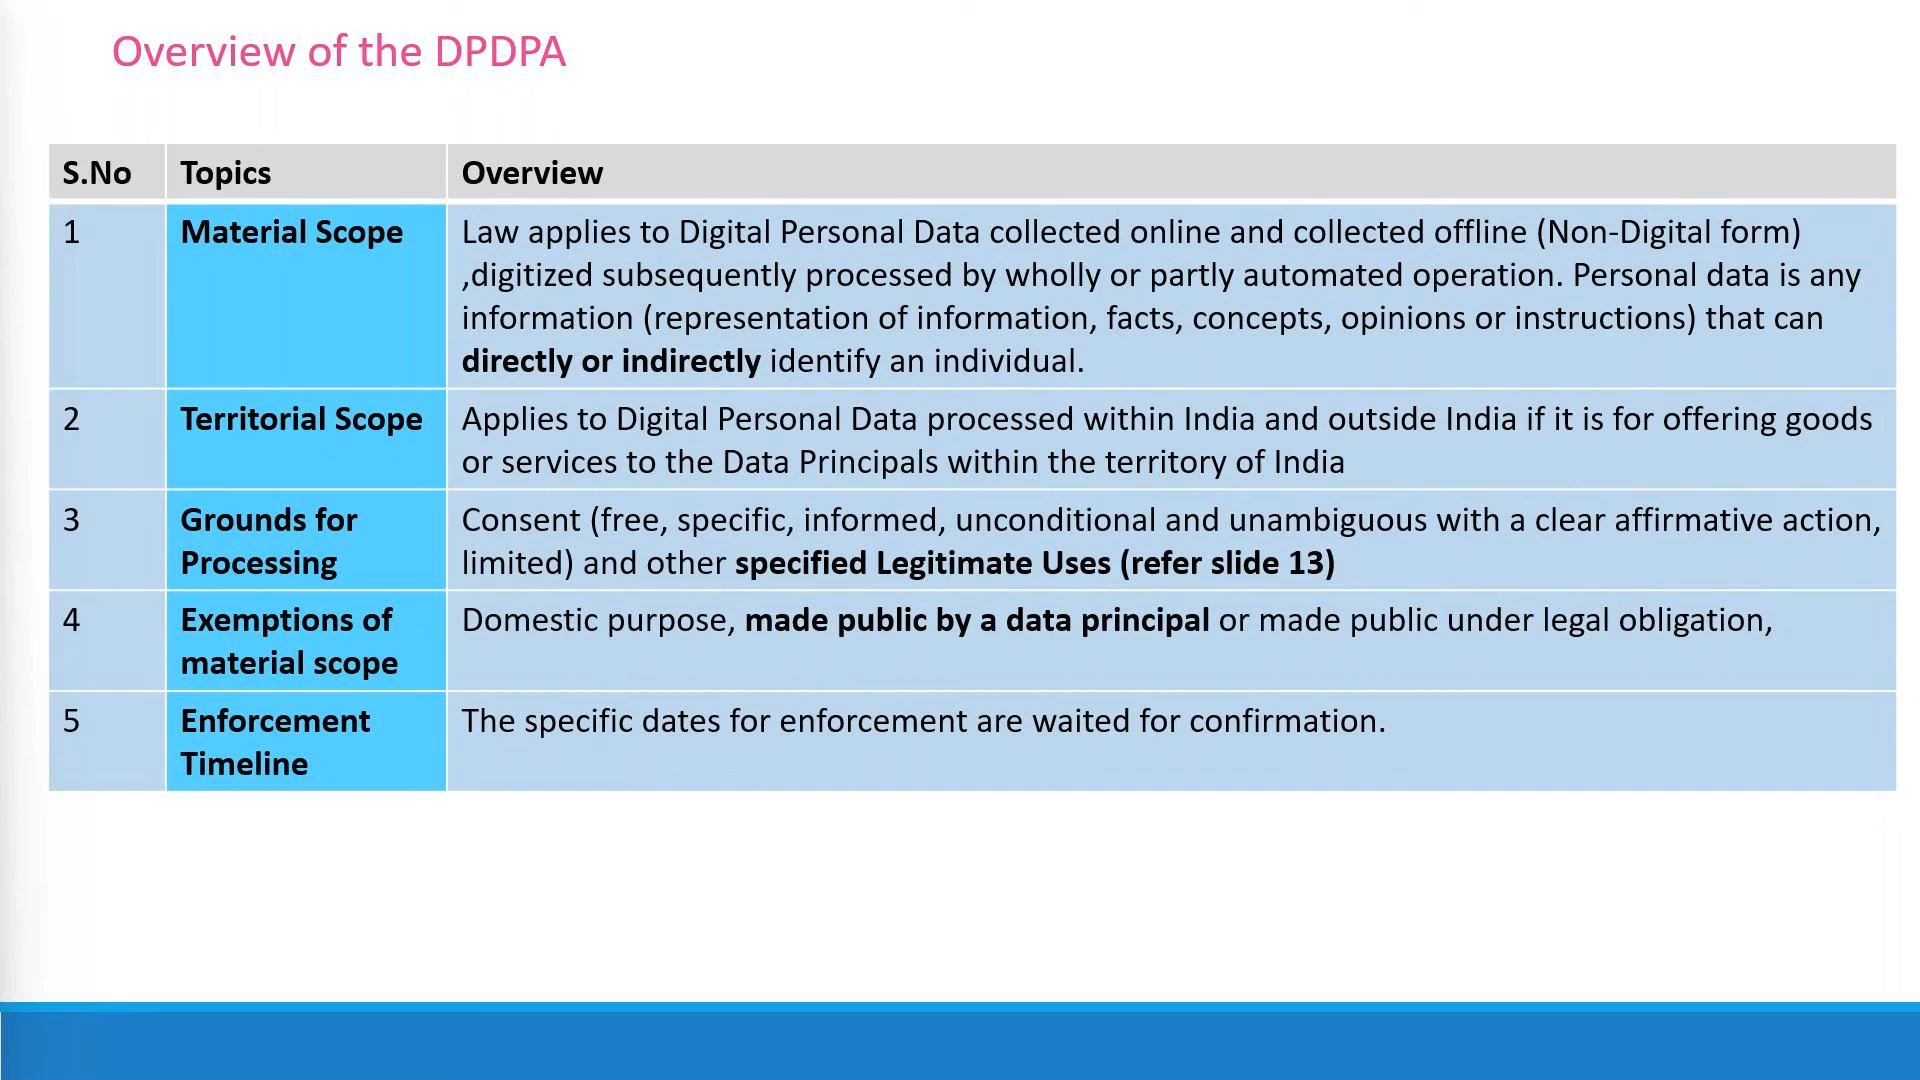 Overview of the DPDPA
S.No Topics Overview
1 Material Scope Law applies to Digital Personal Data collected online and collected offline (Non-Digital form)
,digitized subsequently processed by wholly or partly automated operation. Personal data is any
information (representation of information, facts, concepts, opinions or instructions) that can
directly or indirectly identify an individual.
2 Territorial Scope Applies to Digital Personal Data processed within India and outside India if it is for offering goods
or services to the Data Principals within the territory of India
3 Grounds for Consent (free, specific, informed, unconditional and unambiguous with a clear affirmative action,
Processing limited) and other specified Legitimate Uses (refer slide 13)
4 Exemptions of Domestic purpose, made public by a data principal or made public under legal obligation,
material scope
5 Enforcement The specific dates for enforcement are waited for confirmation.
Timeline